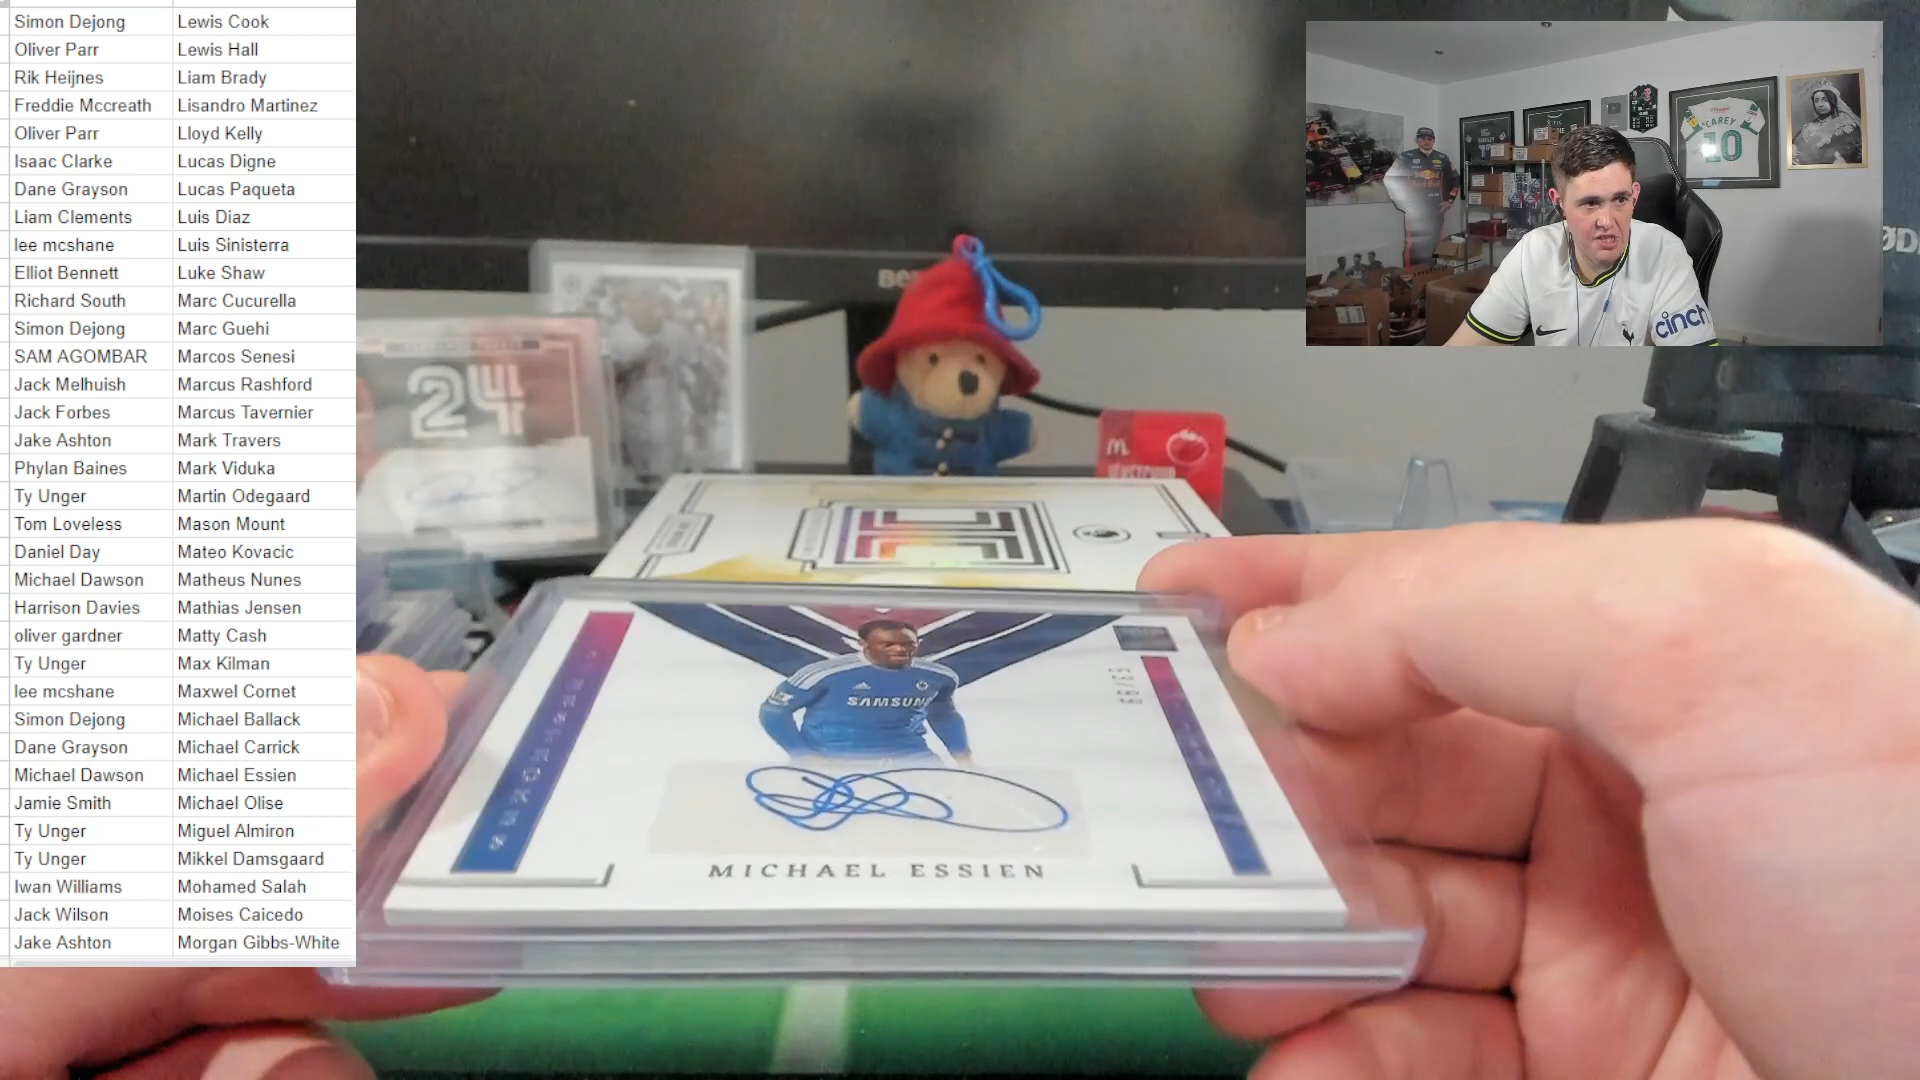 Simon Dejong Lewis Cook
Oliver Parr Lewis Hall
Rik Heijnes Liam Brady
Freddie Mccreath Lisandro Martinez
Oliver Parr Lloyd Kelly
Isaac Clarke Lucas Digne
Dane Grayson Lucas Paqueta
Liam Clements Luis Diaz
lee mcshane Luis Sinisterra
Elliot Bennett Luke Shaw
Richard South Marc Cucurella
Simon Dejong Marc Guehi
SAM AGOMBAR Marcos Senesi
Jack Melhuish Marcus Rashford
Jack Forbes Marcus Tavernier
Jake Ashton Mark Travers
Phylan Baines Mark Viduka
Ty Unger Martin Odegaard
Tom Loveless Mason Mount
Daniel Day Mateo Kovacic
Michael Dawson Matheus Nunes
Harrison Davies Mathias Jensen
oliver gardner Matty Cash
Ty Unger Max Kilman
lee mcshane Maxwel Cornet
Simon Dejong Michael Ballack
Dane Grayson Michael Carrick
Michael Dawson Michael Essien
Jamie Smith Michael Olise
Ty Unger Miguel Almiron
Ty Unger Mikkel Damsgaard
Iwan Williams Mohamed Salah
Jack Wilson Moises Caicedo
Jake Ashton Morgan Gibbs-White
CAREY
10
cinch
24
SAMSUNG
53/99
MICHAEL ESSIEN